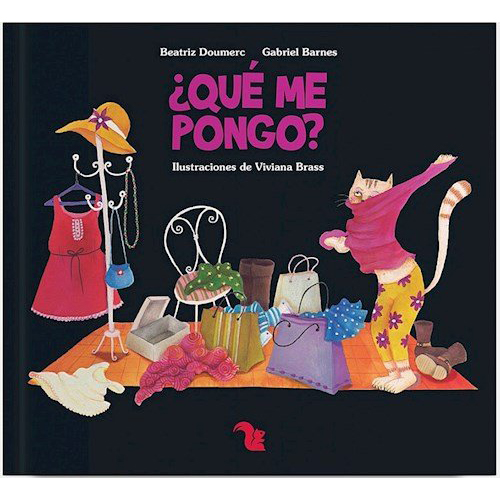 Beatriz Doumerc Gabriel Barnes
¿QUÉ ME
PONGO?
Ilustraciones de Viviana Brass